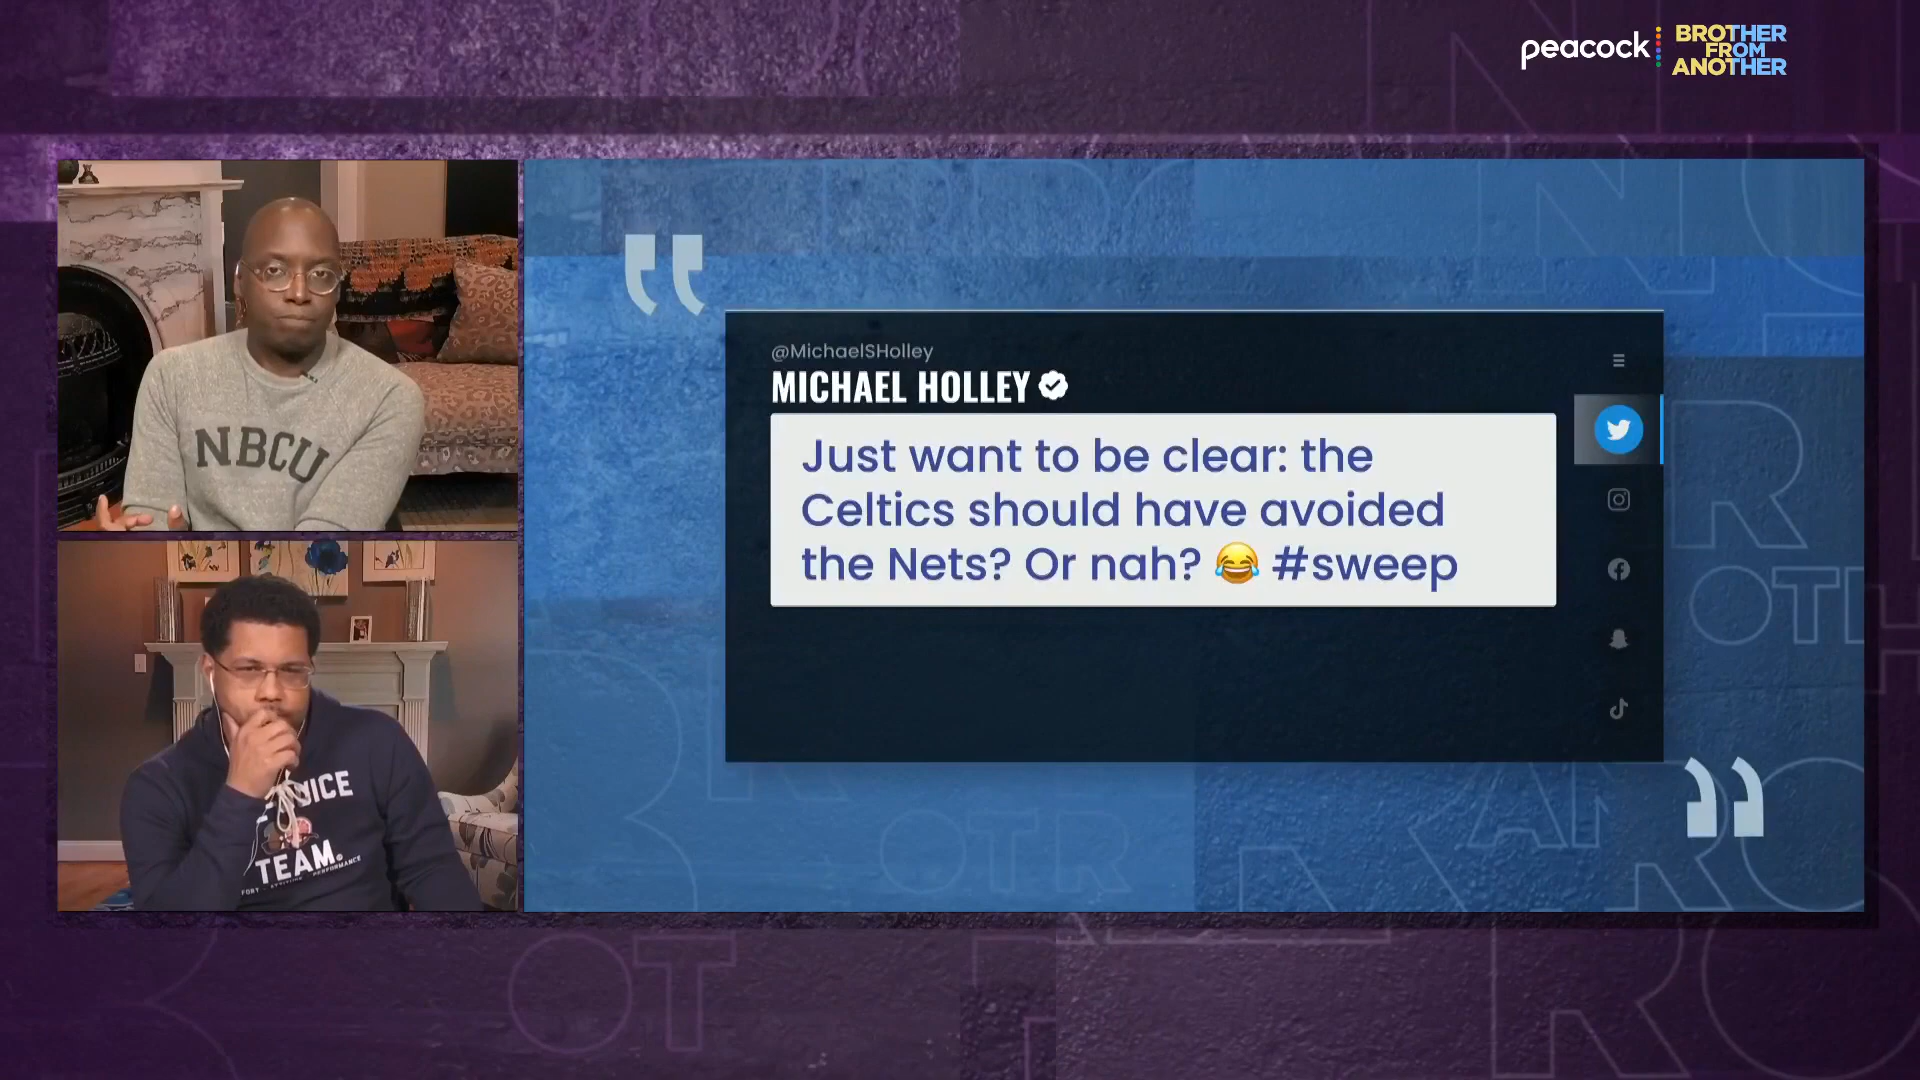 peacock
BROTHER
FROM
ANOTHER
@MichaelSHolley
MICHAEL HOLLEY
Just want to be clear: the
Celtics should have avoided
the Nets? Or nah? 😂 #sweep
NBCU
TEAM